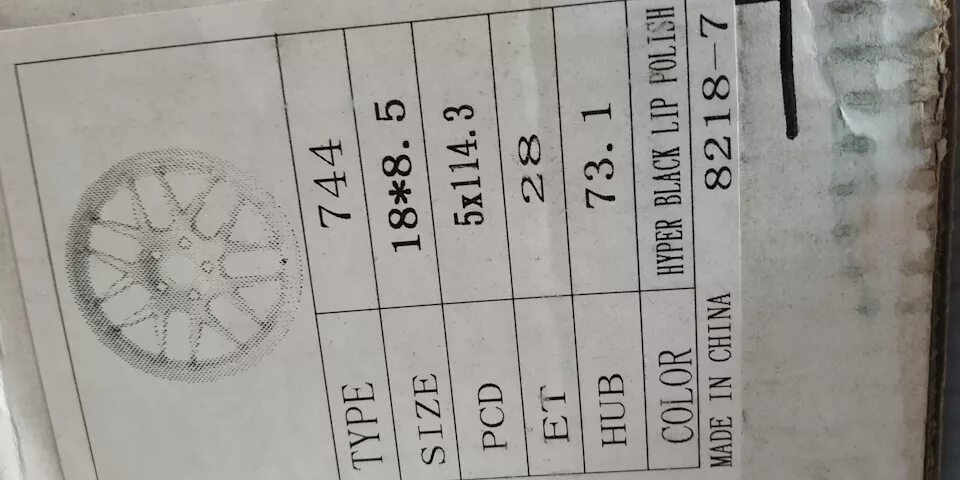 TYPE 744
SIZE 18*8.5
PCD 5x114.3
ET 28
HUB 73.1
COLOR HYPER BLACK LIP POLISH
MADE IN CHINA 8218-7